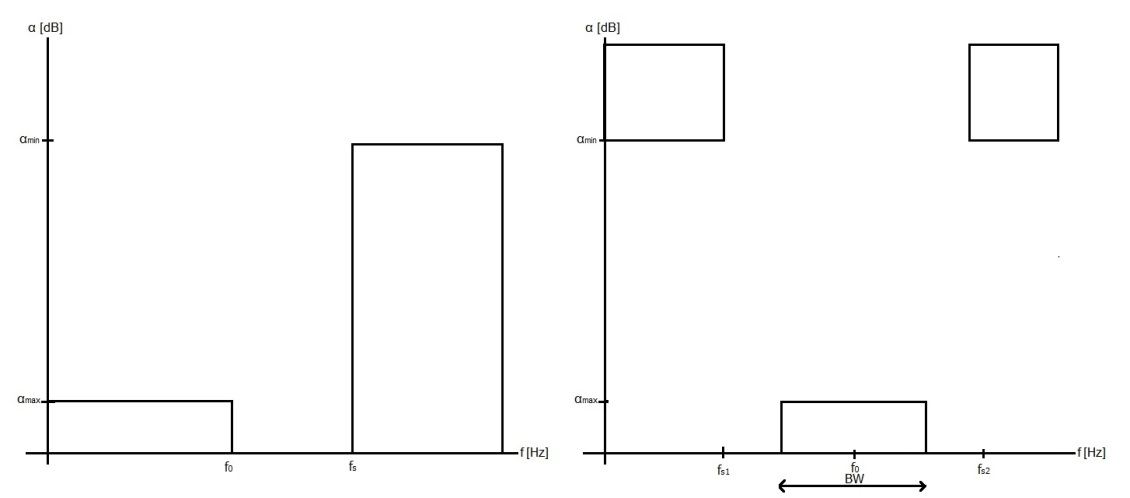 α [dB]
αmin
αmax
f0
fs
f [Hz]
α [dB]
αmin
αmax
fs1
f0
fs2
f [Hz]
BW